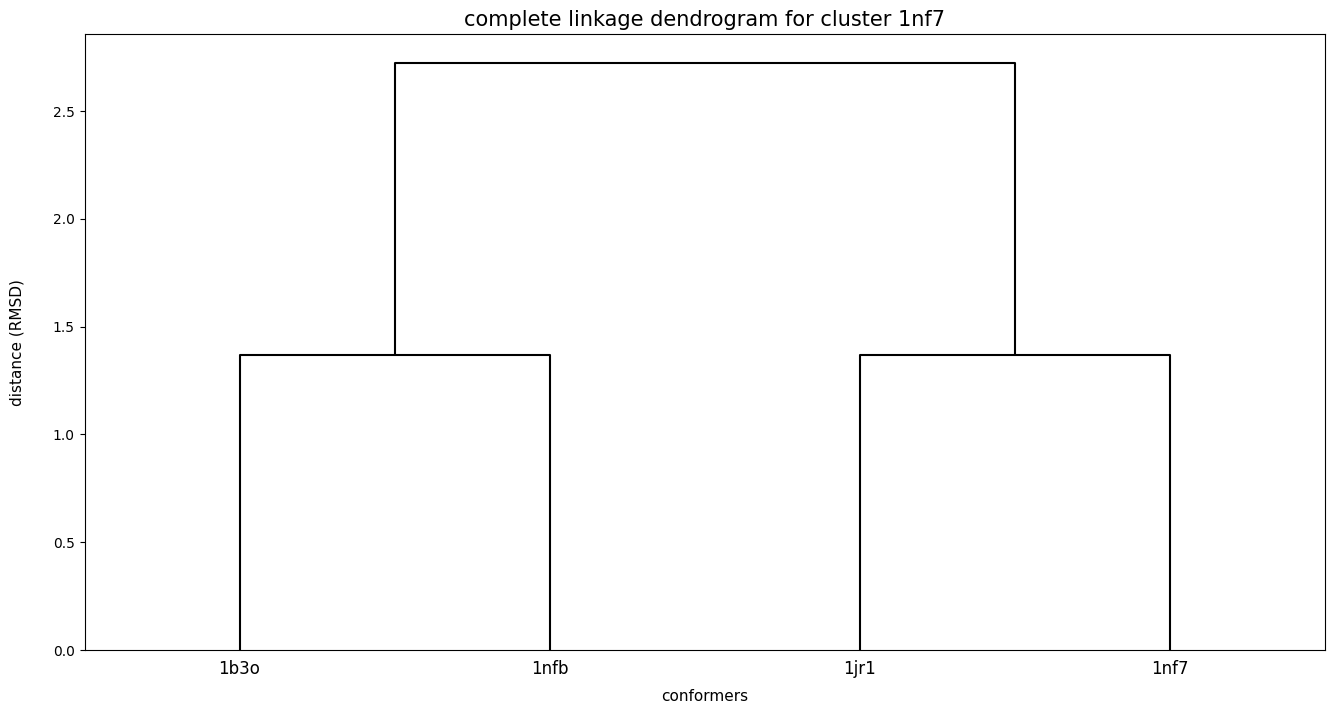 complete linkage dendrogram for cluster 1nf7
2.5
2.0
1.5
1.0
0.5
0.0
distance (RMSD)
1b3o 1nfb 1jr1 1nf7
conformers